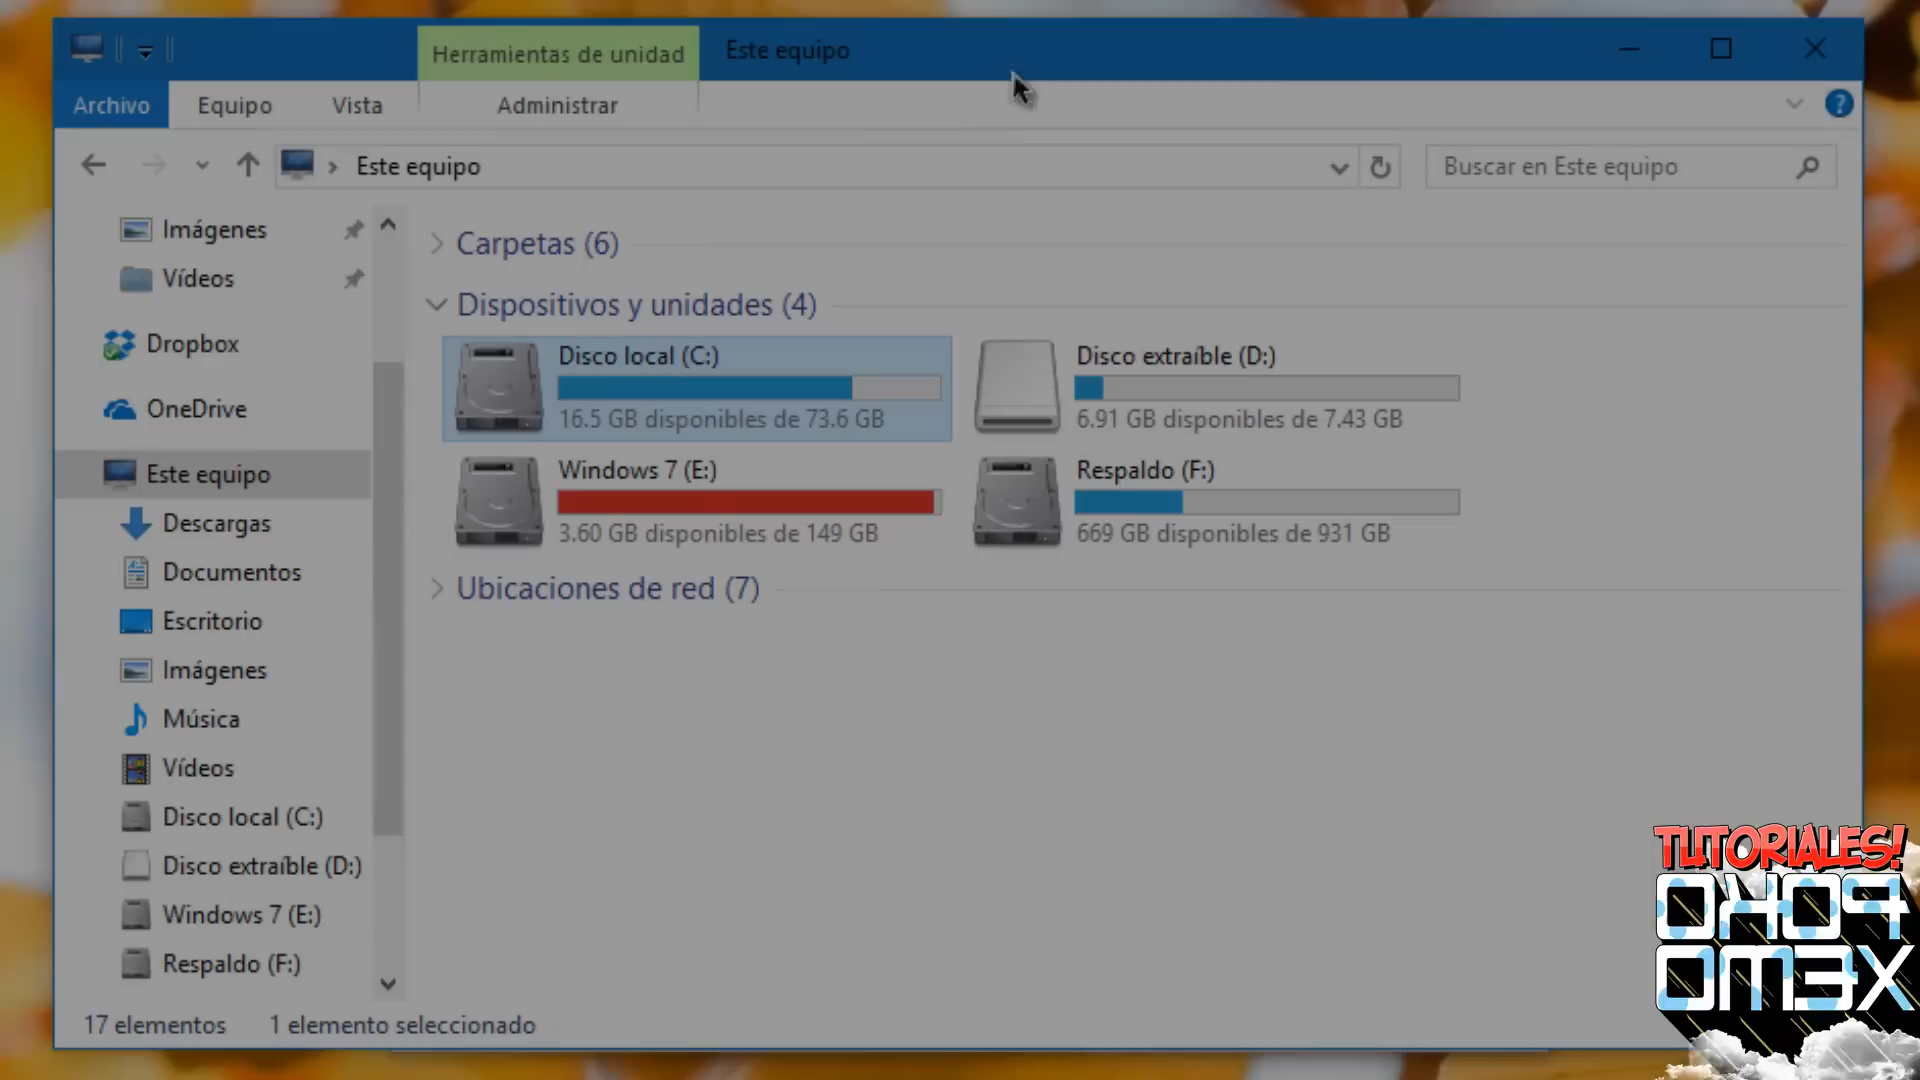 Herramientas de unidad
Este equipo
Archivo
Equipo
Vista
Administrar
?
Este equipo
Buscar en Este equipo
Imágenes
Vídeos
Dropbox
OneDrive
Este equipo
Descargas
Documentos
Escritorio
Imágenes
Música
Vídeos
Disco local (C:)
Disco extraíble (D:)
Windows 7 (E:)
Respaldo (F:)
Carpetas (6)
Dispositivos y unidades (4)
Disco local (C:)
16.5 GB disponibles de 73.6 GB
Disco extraíble (D:)
6.91 GB disponibles de 7.43 GB
Windows 7 (E:)
3.60 GB disponibles de 149 GB
Respaldo (F:)
669 GB disponibles de 931 GB
Ubicaciones de red (7)
17 elementos
1 elemento seleccionado
TUTORIALES!